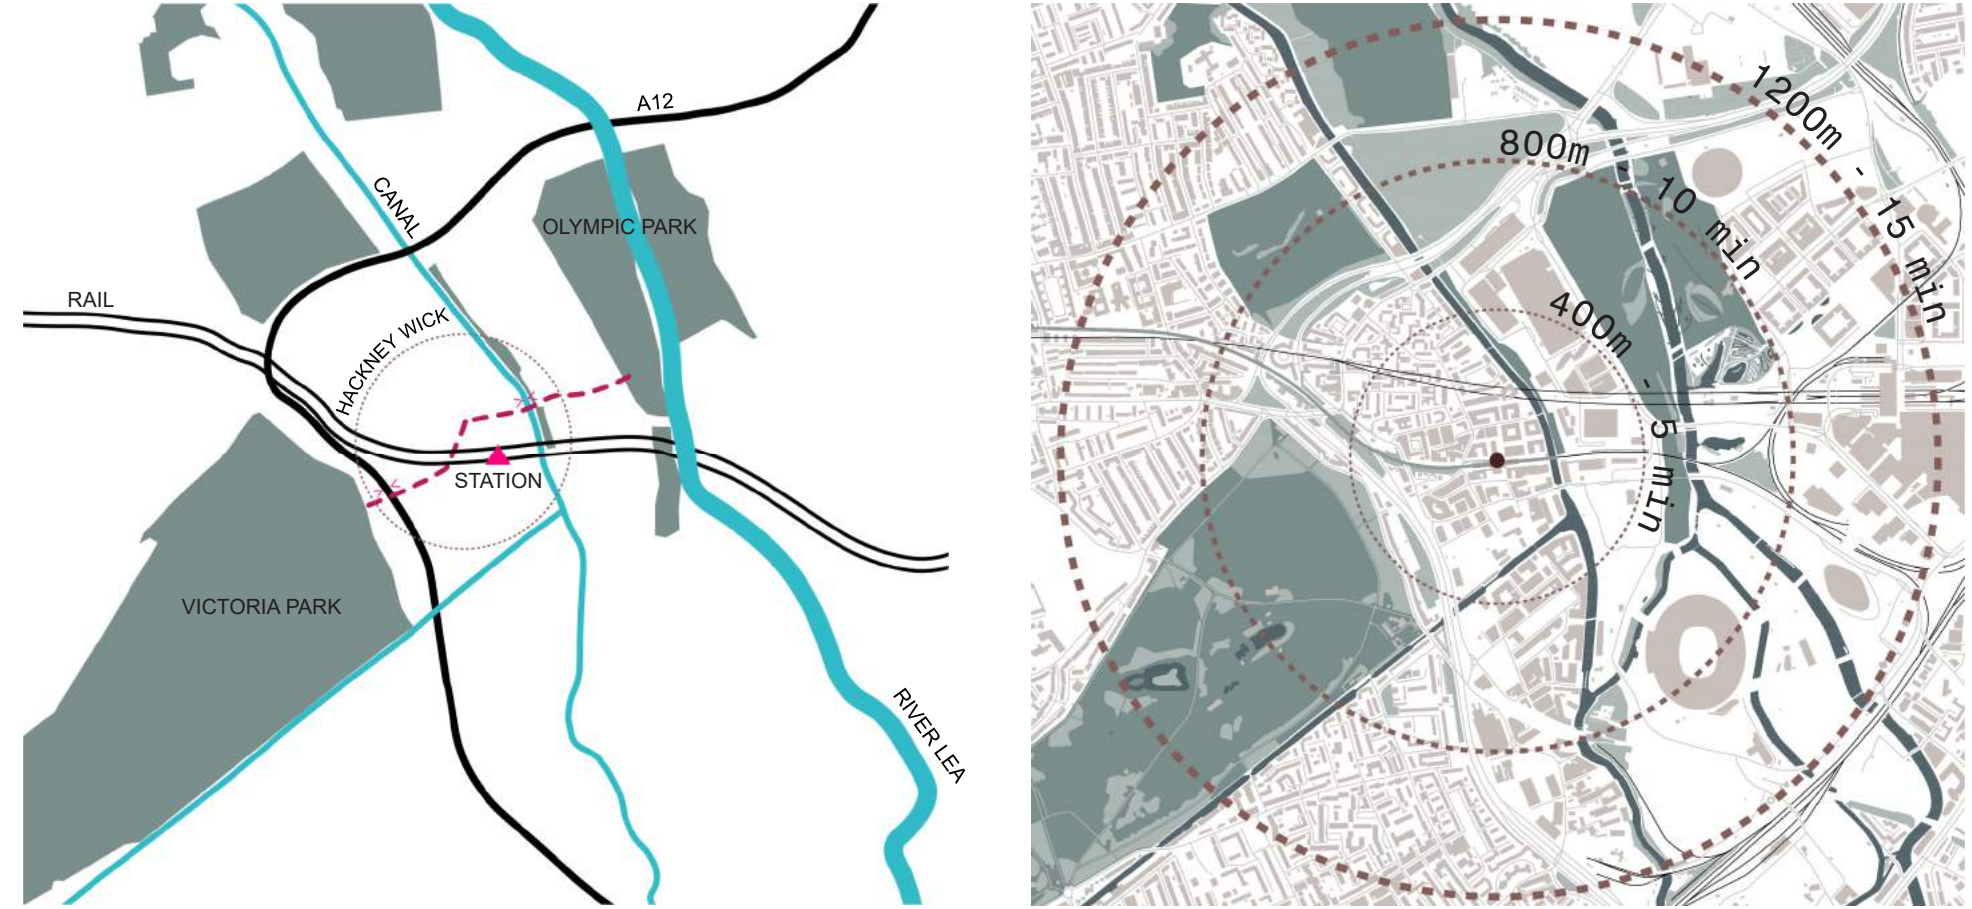 A12
CANAL
OLYMPIC PARK
RAIL
HACKNEY WICK
STATION
VICTORIA PARK
RIVER LEA
1200m - 15 min
800m - 10 min
400m - 5 min